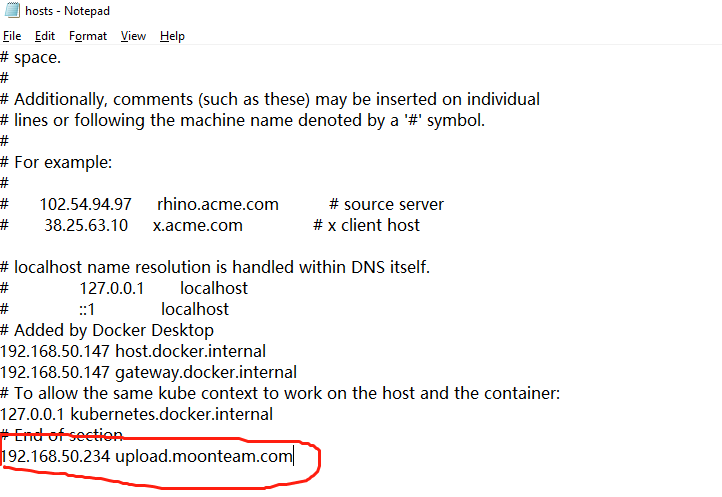 hosts - Notepad
File Edit Format View Help
# space.
#
# Additionally, comments (such as these) may be inserted on individual
# lines or following the machine name denoted by a '#' symbol.
#
# For example:
#
# 102.54.94.97 rhino.acme.com # source server
# 38.25.63.10 x.acme.com # x client host

# localhost name resolution is handled within DNS itself.
# 127.0.0.1 localhost
# ::1 localhost
# Added by Docker Desktop
192.168.50.147 host.docker.internal
192.168.50.147 gateway.docker.internal
# To allow the same kube context to work on the host and the container:
127.0.0.1 kubernetes.docker.internal
# End of section
192.168.50.234 upload.moonteam.com